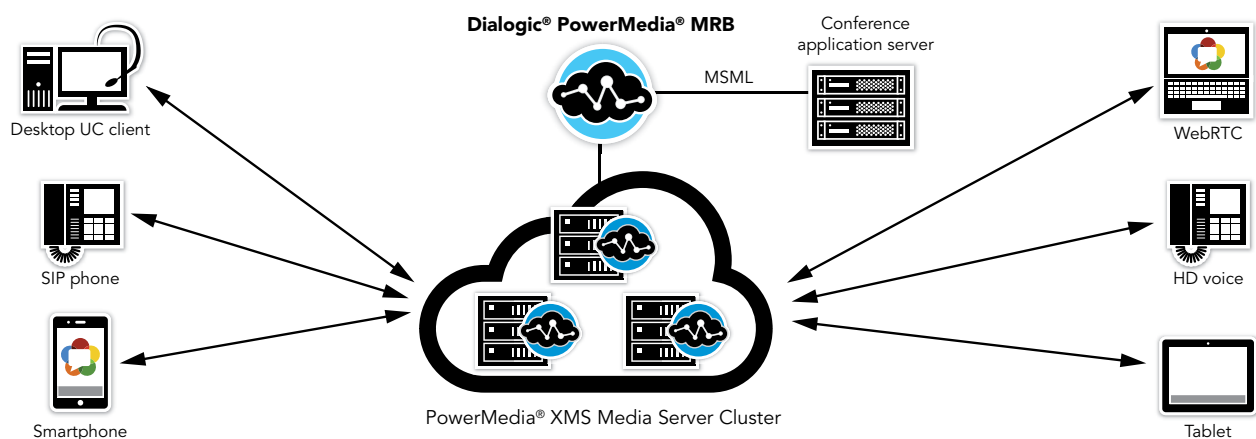 Dialogic® PowerMedia® MRB
Conference
application server
MSML
Desktop UC client
WebRTC
SIP phone
HD voice
Smartphone
PowerMedia® XMS Media Server Cluster
Tablet